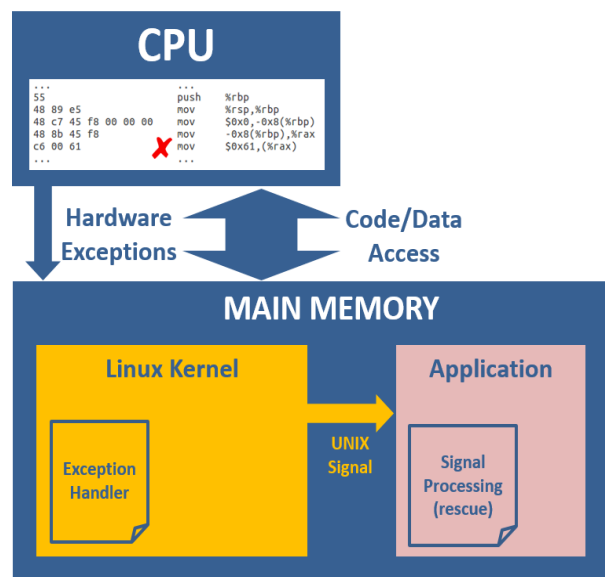 CPU
... ...
55 push %rbp
48 89 e5 mov %rsp,%rbp
48 c7 45 f8 00 00 00 mov $0x0,-0x8(%rbp)
48 8b 45 f8 mov -0x8(%rbp),%rax
c6 00 61 mov $0x61,(%rax)
... ...
Hardware
Exceptions
Code/Data
Access
MAIN MEMORY
Linux Kernel
Exception
Handler
UNIX
Signal
Application
Signal
Processing
(rescue)